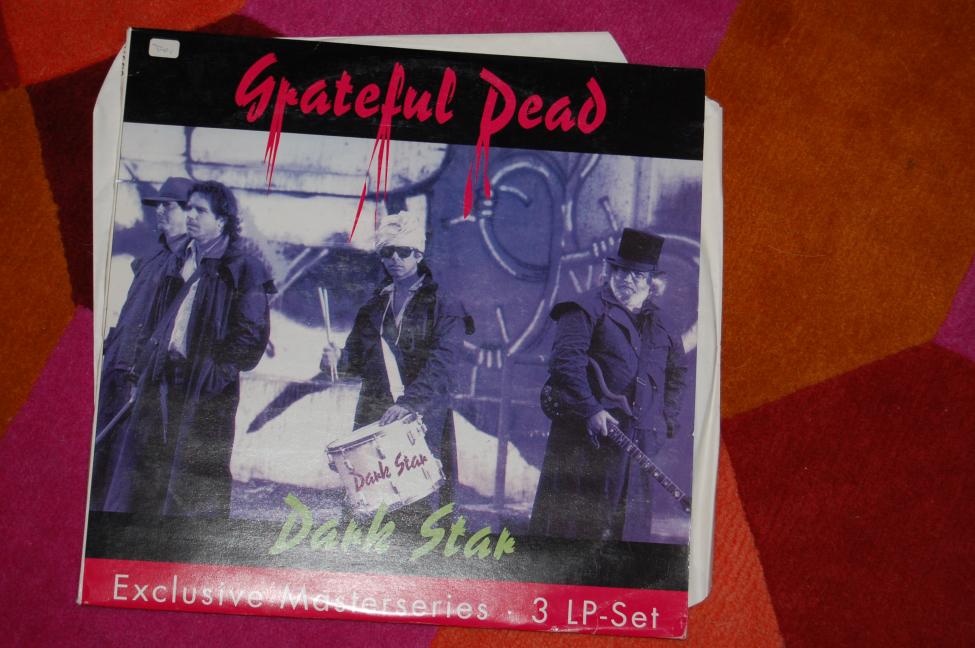 Grateful Dead
Dark Star
Dark Star
Exclusive Masterseries · 3 LP-Set